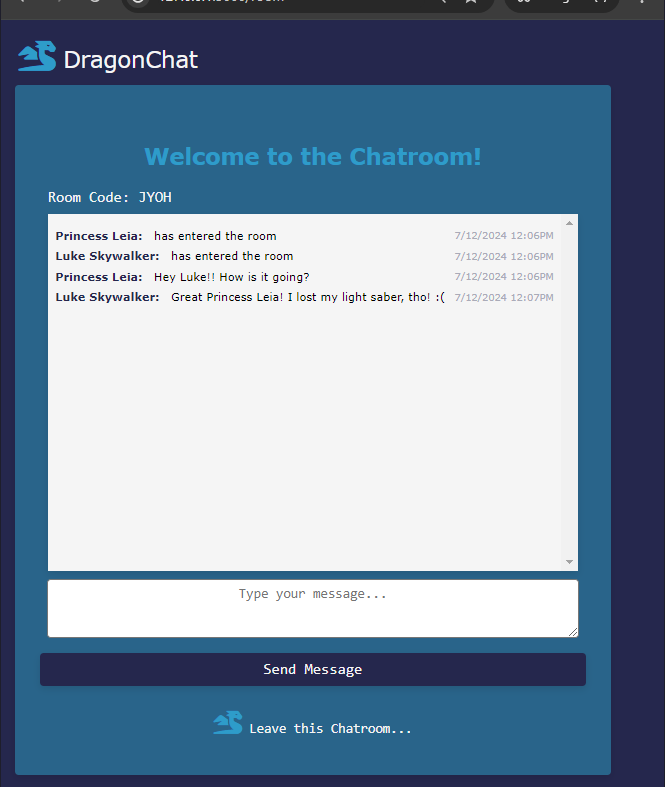 DragonChat
Welcome to the Chatroom!
Room Code: JYOH
Princess Leia: has entered the room 7/12/2024 12:06PM
Luke Skywalker: has entered the room 7/12/2024 12:06PM
Princess Leia: Hey Luke!! How is it going? 7/12/2024 12:06PM
Luke Skywalker: Great Princess Leia! I lost my light saber, tho! :( 7/12/2024 12:07PM
Type your message...
Send Message
Leave this Chatroom...